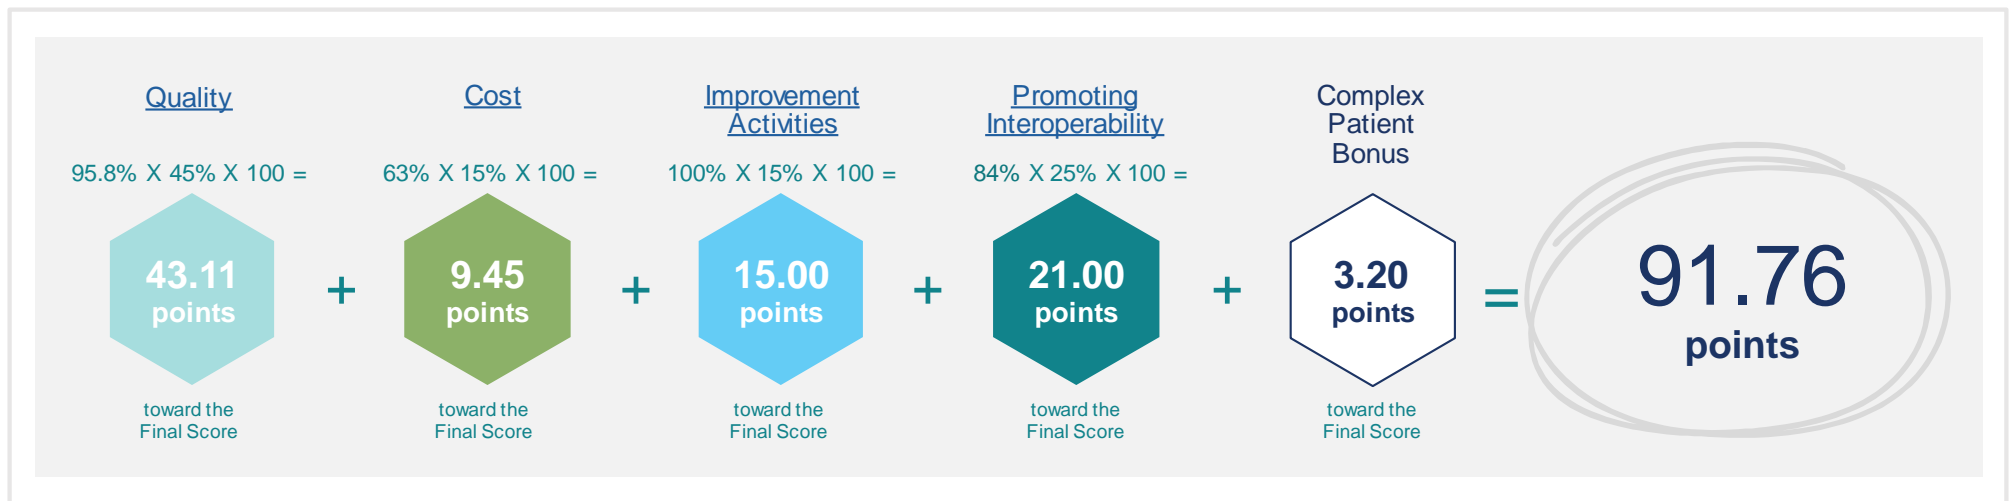 Quality
95.8% X 45% X 100 =
43.11
points
toward the
Final Score
+
Cost
63% X 15% X 100 =
9.45
points
toward the
Final Score
+
Improvement
Activities
100% X 15% X 100 =
15.00
points
toward the
Final Score
+
Promoting
Interoperability
84% X 25% X 100 =
21.00
points
toward the
Final Score
+
Complex
Patient
Bonus
3.20
points
toward the
Final Score
=
91.76
points